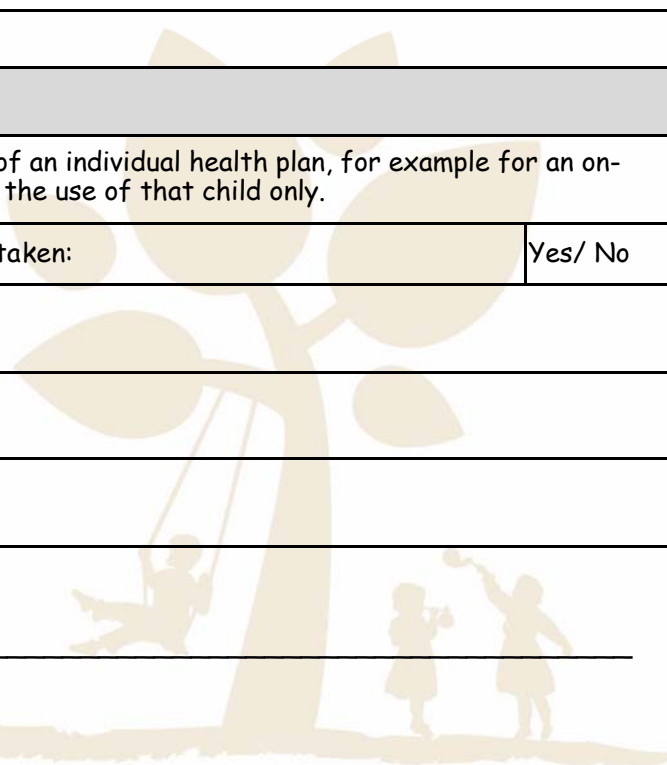 of an individual health plan, for example for an on-
the use of that child only.
taken:
Yes/ No